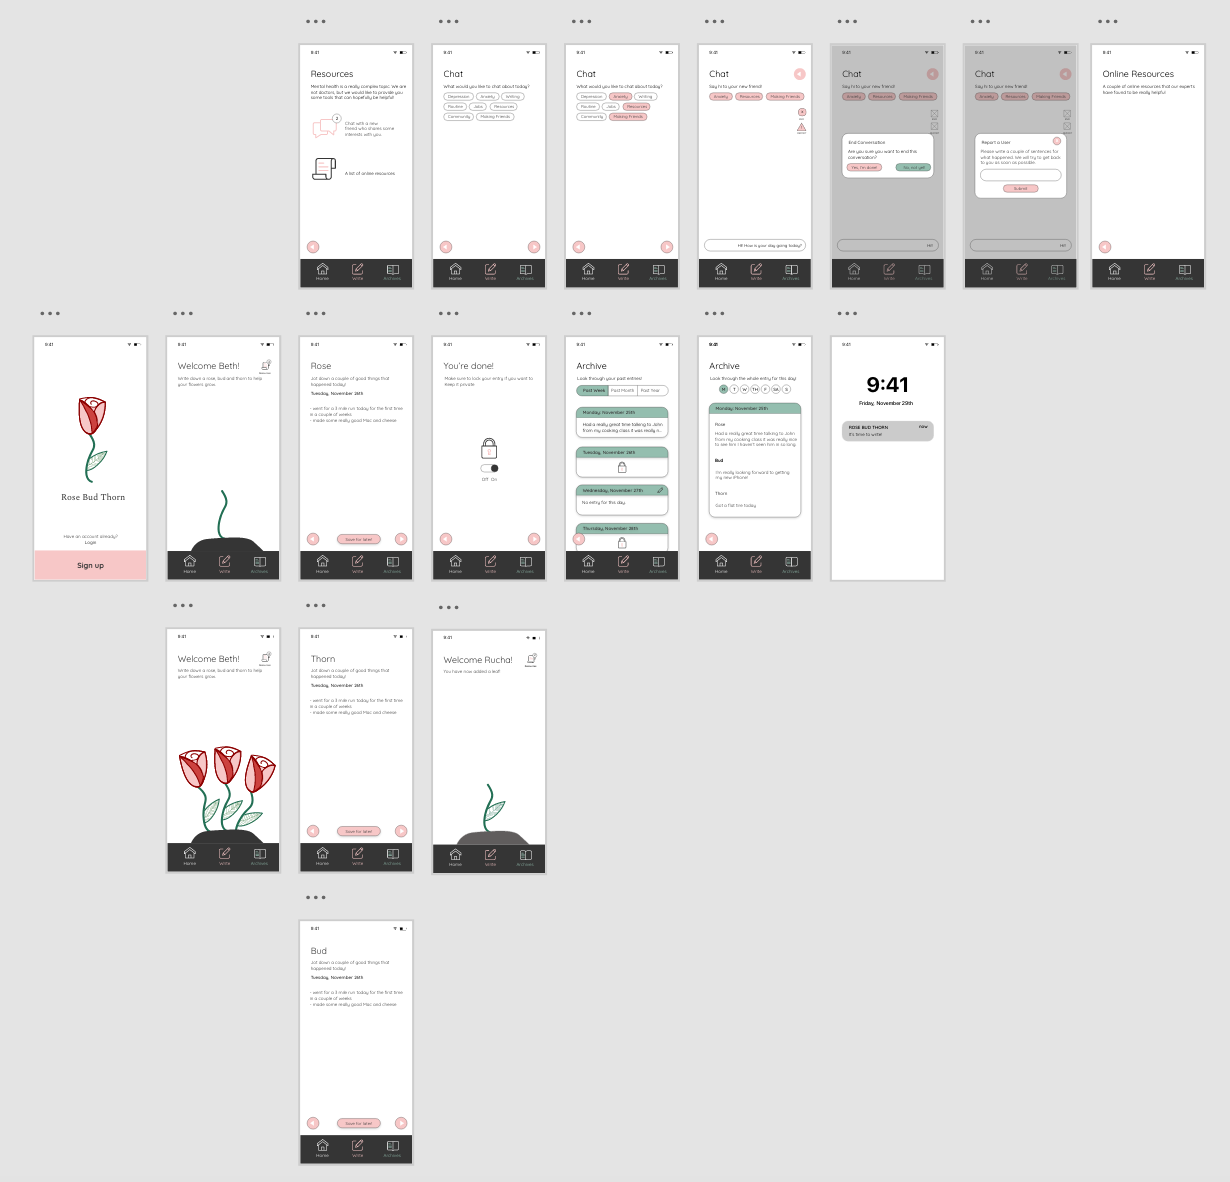 9:41
Resources
Mental health is a really complex topic. We are
not doctors, but we would like to provide you
some tools that can hopefully be helpful!
2
Chat with a new
friend who shares some
interests with you.
A list of online resources
Home
Write
Archives
9:41
Chat
What would you like to chat about today?
Depression
Anxiety
Writing
Routine
Jobs
Resources
Community
Making Friends
Home
Write
Archives
9:41
Chat
What would you like to chat about today?
Depression
Anxiety
Writing
Routine
Jobs
Resources
Community
Making Friends
Home
Write
Archives
9:41
Chat
Say hi to your new friend!
Anxiety
Resources
Making Friends
Hi! How is your day going today?
Home
Write
Archives
9:41
Chat
Say hi to your new friend!
Anxiety
Resources
Making Friends
End Conversation
Are you sure you want to end this
conversation?
Yes, I'm done!
No, not yet!
Hi!
Home
Write
Archives
9:41
Chat
Say hi to your new friend!
Anxiety
Resources
Making Friends
Report a User
Please write a couple of sentences for
what happened. We will try to get back
to you as soon as possible.
Submit
Hi!
Home
Write
Archives
9:41
Online Resources
A couple of online resources that our experts
have found to be really helpful!
Home
Write
Archives
9:41
Rose Bud Thorn
Have an account already?
Login
Sign up
9:41
Welcome Beth!
Write down a rose, bud and thorn to help
your flowers grow.
Home
Write
Archives
9:41
Rose
Jot down a couple of good things that
happened today!
Tuesday, November 26th
- went for a 3 mile run today for the first time
in a couple of weeks
- made some really good Mac and cheese
Save for later!
Home
Write
Archives
9:41
You're done!
Make sure to lock your entry if you want to
keep it private
Off On
Home
Write
Archives
9:41
Archive
Look through your past entries!
Past Week
Past Month
Past Year
Monday, November 25th
Had a really great time talking to John
from my cooking class it was really n...
Tuesday, November 26th
Wednesday, November 27th
No entry for this day.
Thursday, November 28th
Home
Write
Archives
9:41
Archive
Look through the whole entry for this day!
M T W TH F SA S
Monday, November 25th
Rose
Had a really great time talking to John
from my cooking class it was really nice
to see him I haven't seen him in so long
Bud
I'm really looking forward to getting
my new iPhone!
Thorn
Got a flat tire today
Home
Write
Archives
9:41
9:41
Friday, November 29th
ROSE BUD THORN
now
It's time to write!
9:41
Welcome Beth!
Write down a rose, bud and thorn to help
your flowers grow.
Home
Write
Archives
9:41
Thorn
Jot down a couple of good things that
happened today!
Tuesday, November 26th
- went for a 3 mile run today for the first time
in a couple of weeks
- made some really good Mac and cheese
Save for later!
Home
Write
Archives
9:41
Welcome Rucha!
You have now added a leaf!
Home
Write
Archives
9:41
Bud
Jot down a couple of good things that
happened today!
Tuesday, November 26th
- went for a 3 mile run today for the first time
in a couple of weeks
- made some really good Mac and cheese
Save for later!
Home
Write
Archives